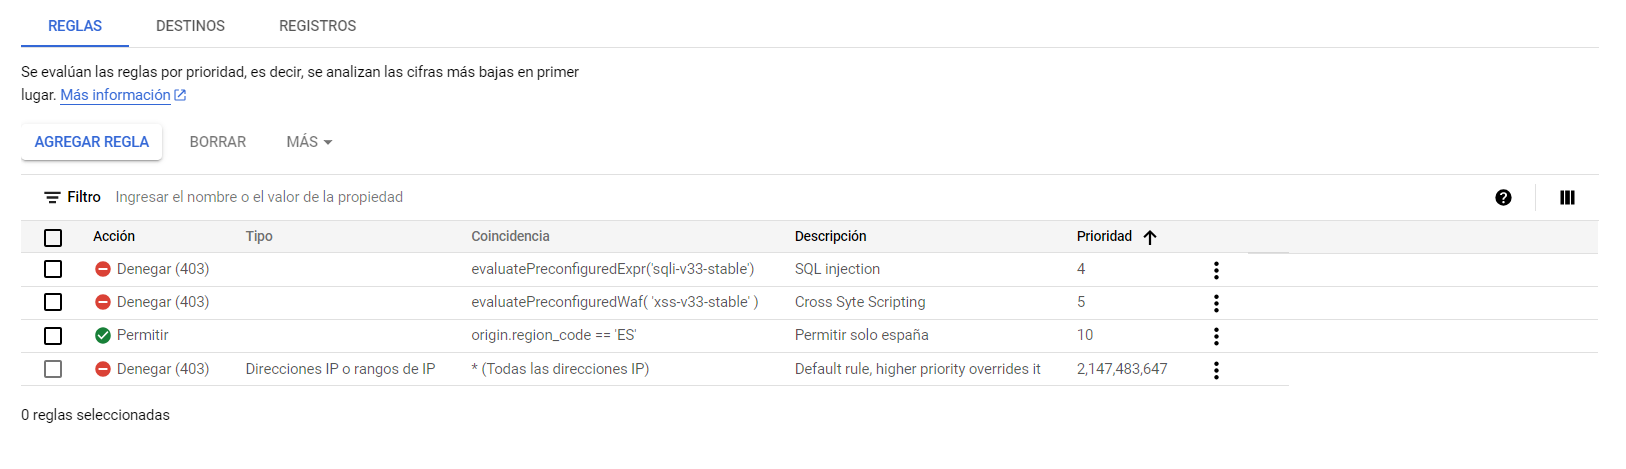 REGLAS DESTINOS REGISTROS
Se evalúan las reglas por prioridad, es decir, se analizan las cifras más bajas en primer
lugar. Más información
AGREGAR REGLA BORRAR MÁS
Filtro Ingresar el nombre o el valor de la propiedad
Acción Tipo Coincidencia Descripción Prioridad
Denegar (403) evaluatePreconfiguredExpr('sqli-v33-stable') SQL injection 4
Denegar (403) evaluatePreconfiguredWaf( 'xss-v33-stable' ) Cross Syte Scripting 5
Permitir origin.region_code == 'ES' Permitir solo españa 10
Denegar (403) Direcciones IP o rangos de IP * (Todas las direcciones IP) Default rule, higher priority overrides it 2,147,483,647
0 reglas seleccionadas